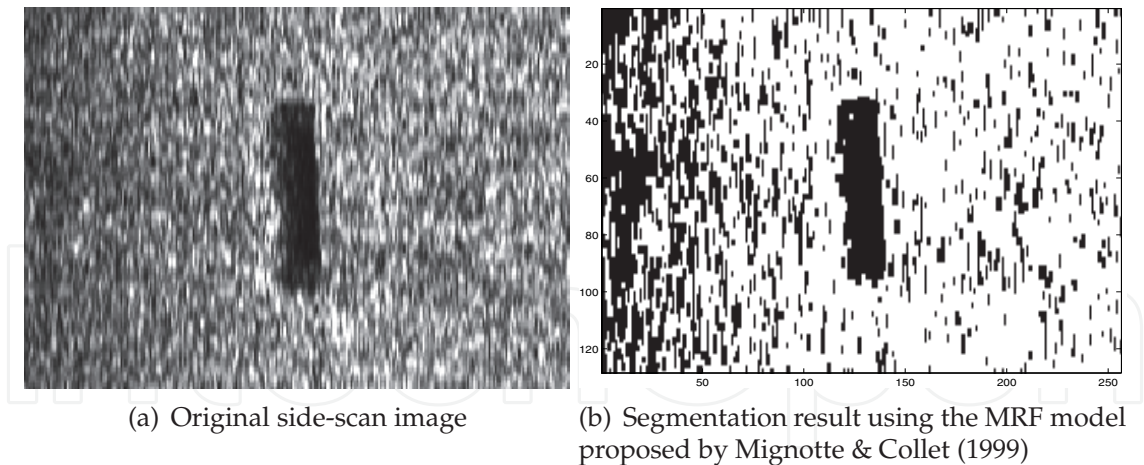 20
40
60
80
100
120
50
100
150
200
250
(a) Original side-scan image
(b) Segmentation result using the MRF model
proposed by Mignotte & Collet (1999)
InTechOpen